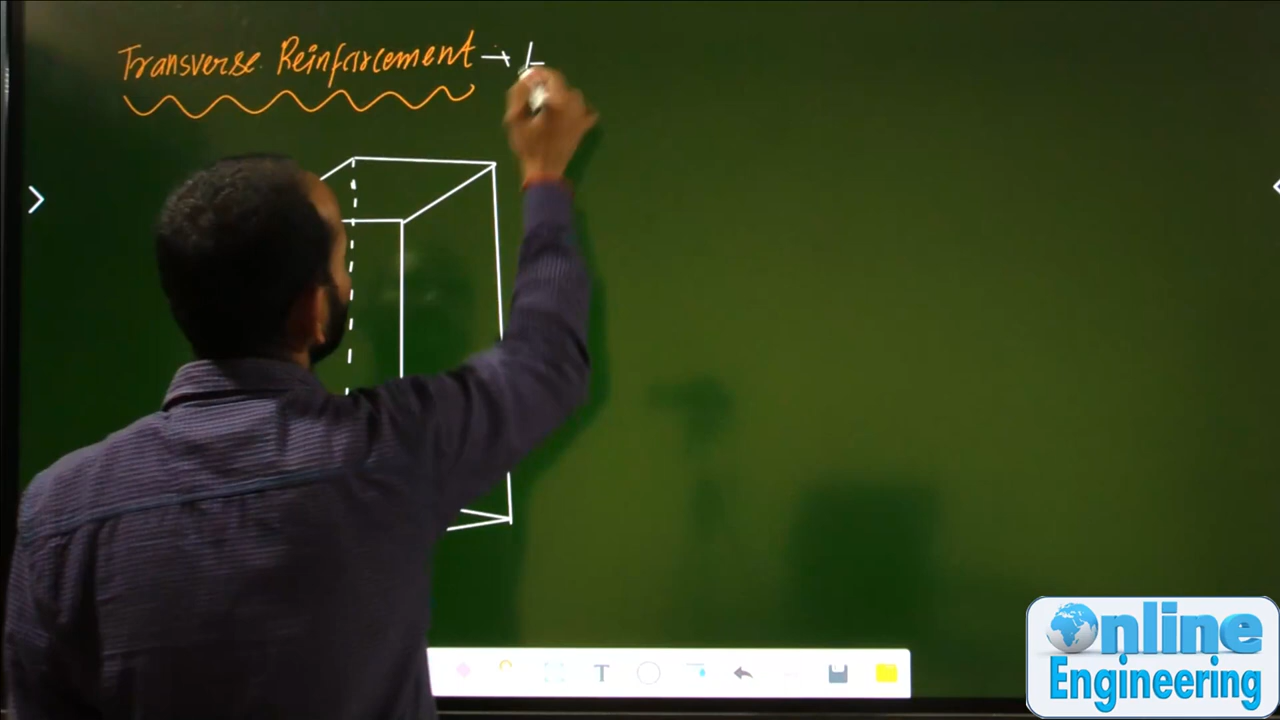 Transverse Reinforcement →
T
Online
Engineering